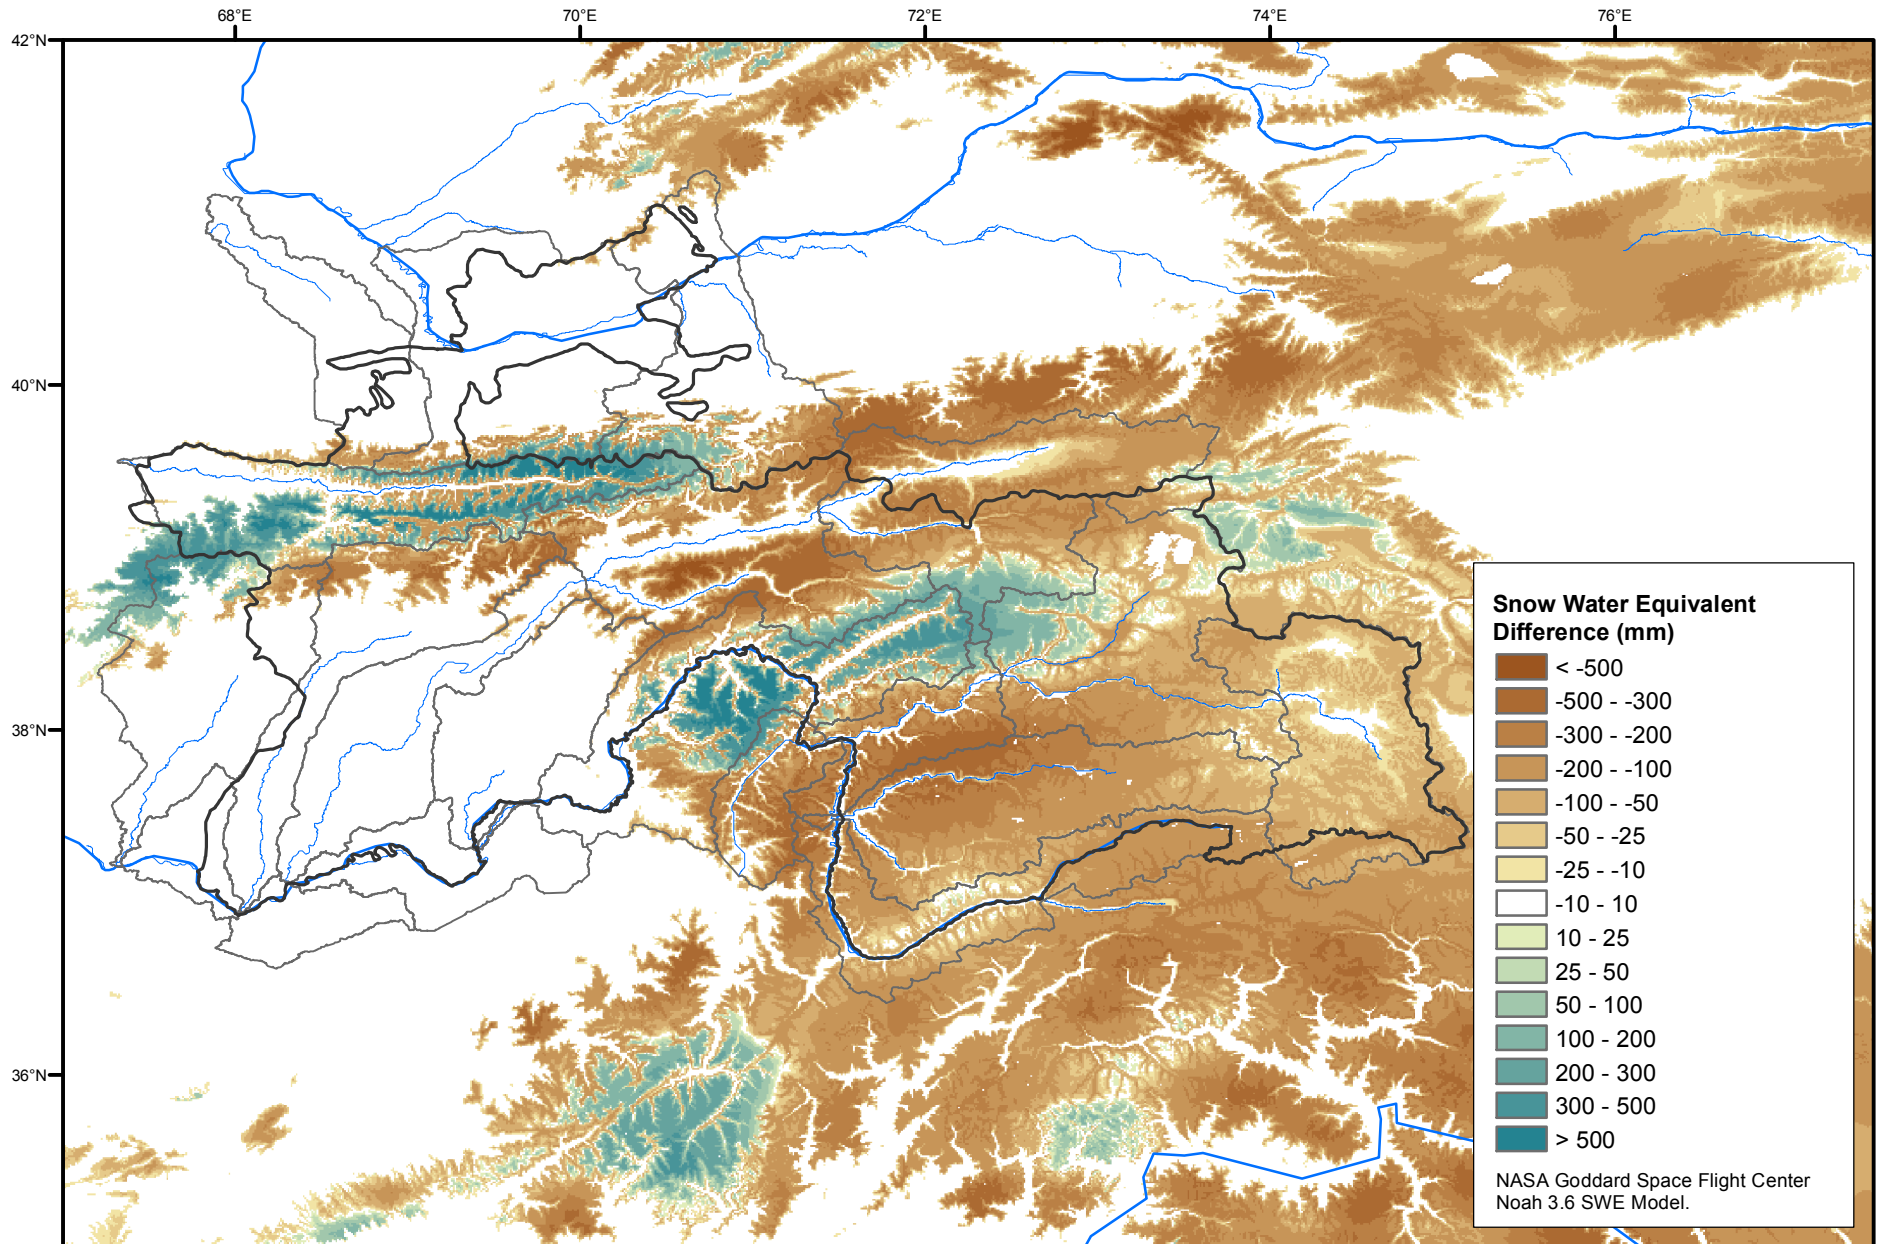 68°E 70°E 72°E 74°E 76°E
42°N
40°N
38°N
36°N
Snow Water Equivalent
Difference (mm)
< -500
-500 - -300
-300 - -200
-200 - -100
-100 - -50
-50 - -25
-25 - -10
-10 - 10
10 - 25
25 - 50
50 - 100
100 - 200
200 - 300
300 - 500
> 500
NASA Goddard Space Flight Center
Noah 3.6 SWE Model.